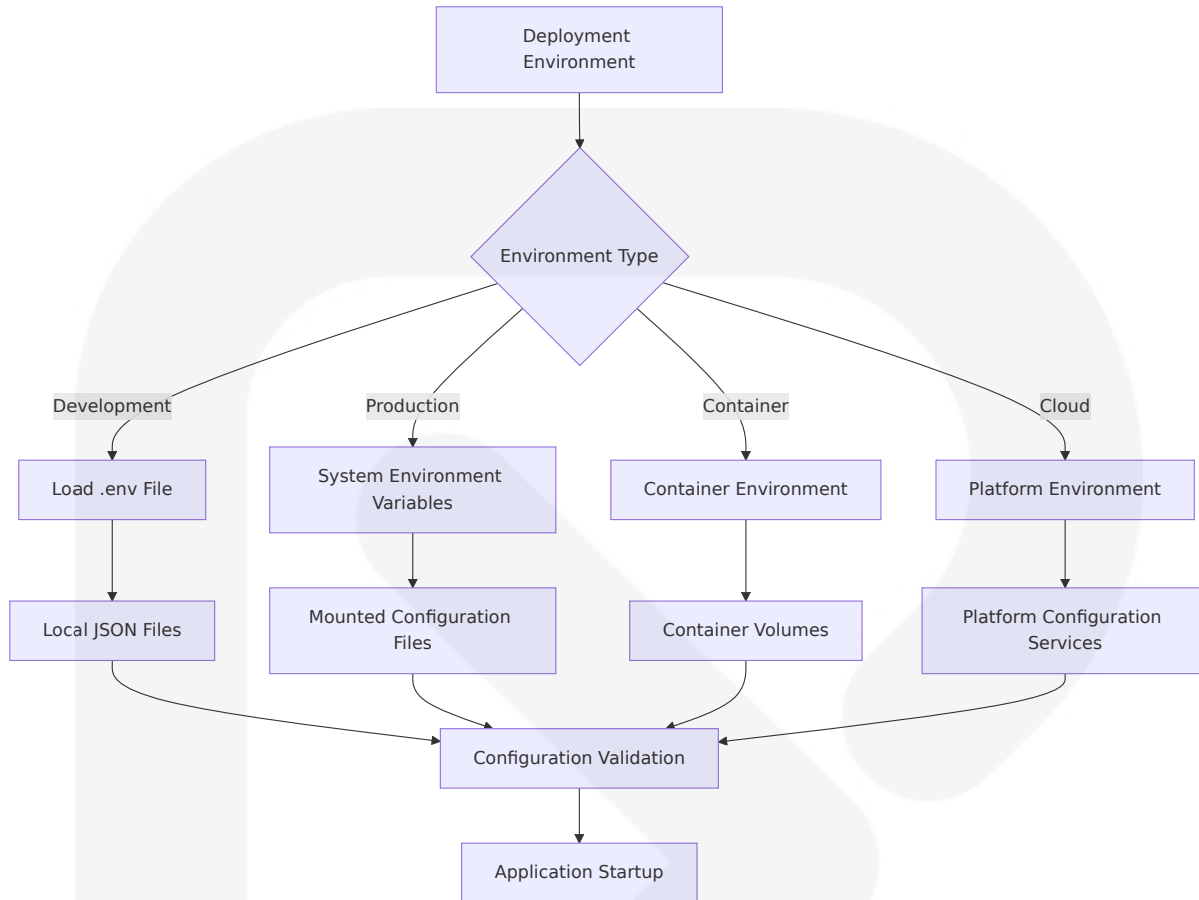 Deployment
Environment
Environment Type
Development
Production
Container
Cloud
Load .env File
System Environment
Variables
Container Environment
Platform Environment
Local JSON Files
Mounted Configuration
Files
Container Volumes
Platform Configuration
Services
Configuration Validation
Application Startup